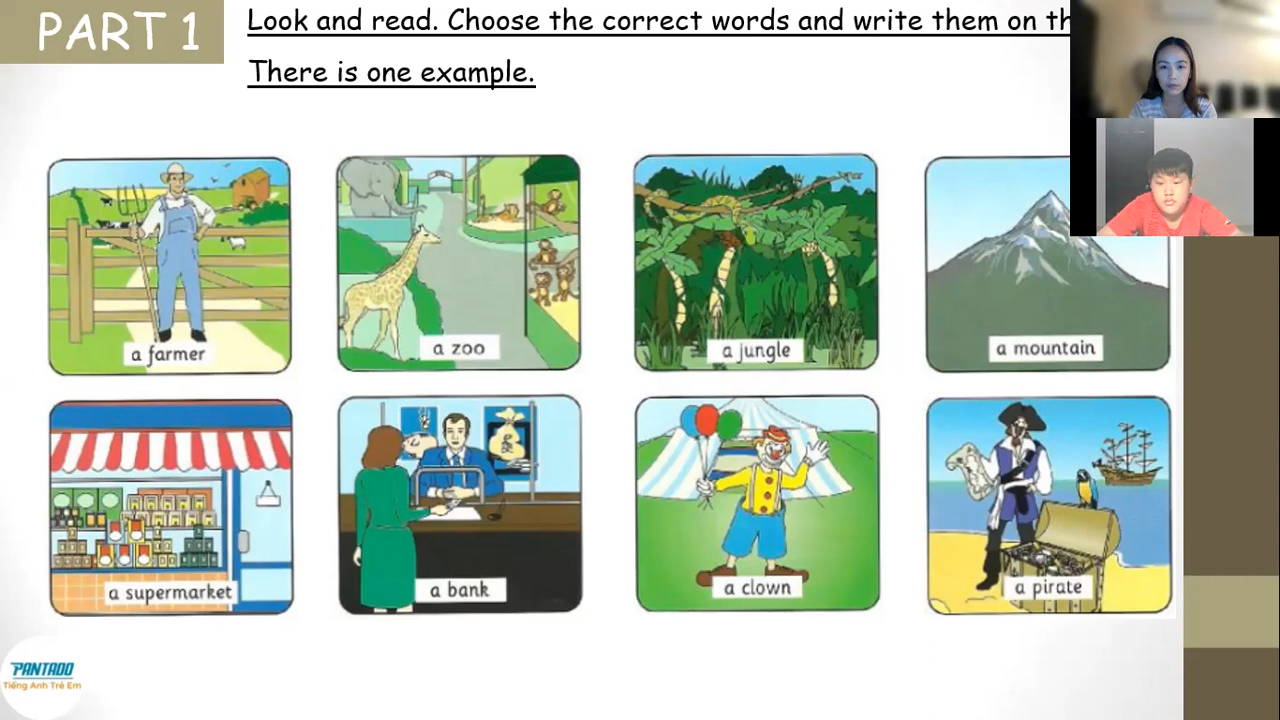 PART 1
Look and read. Choose the correct words and write them on
There is one example.
a farmer
a zoo
a jungle
a mountain
a supermarket
a bank
a clown
a pirate
PANTADO
Tiếng Anh Trẻ Em